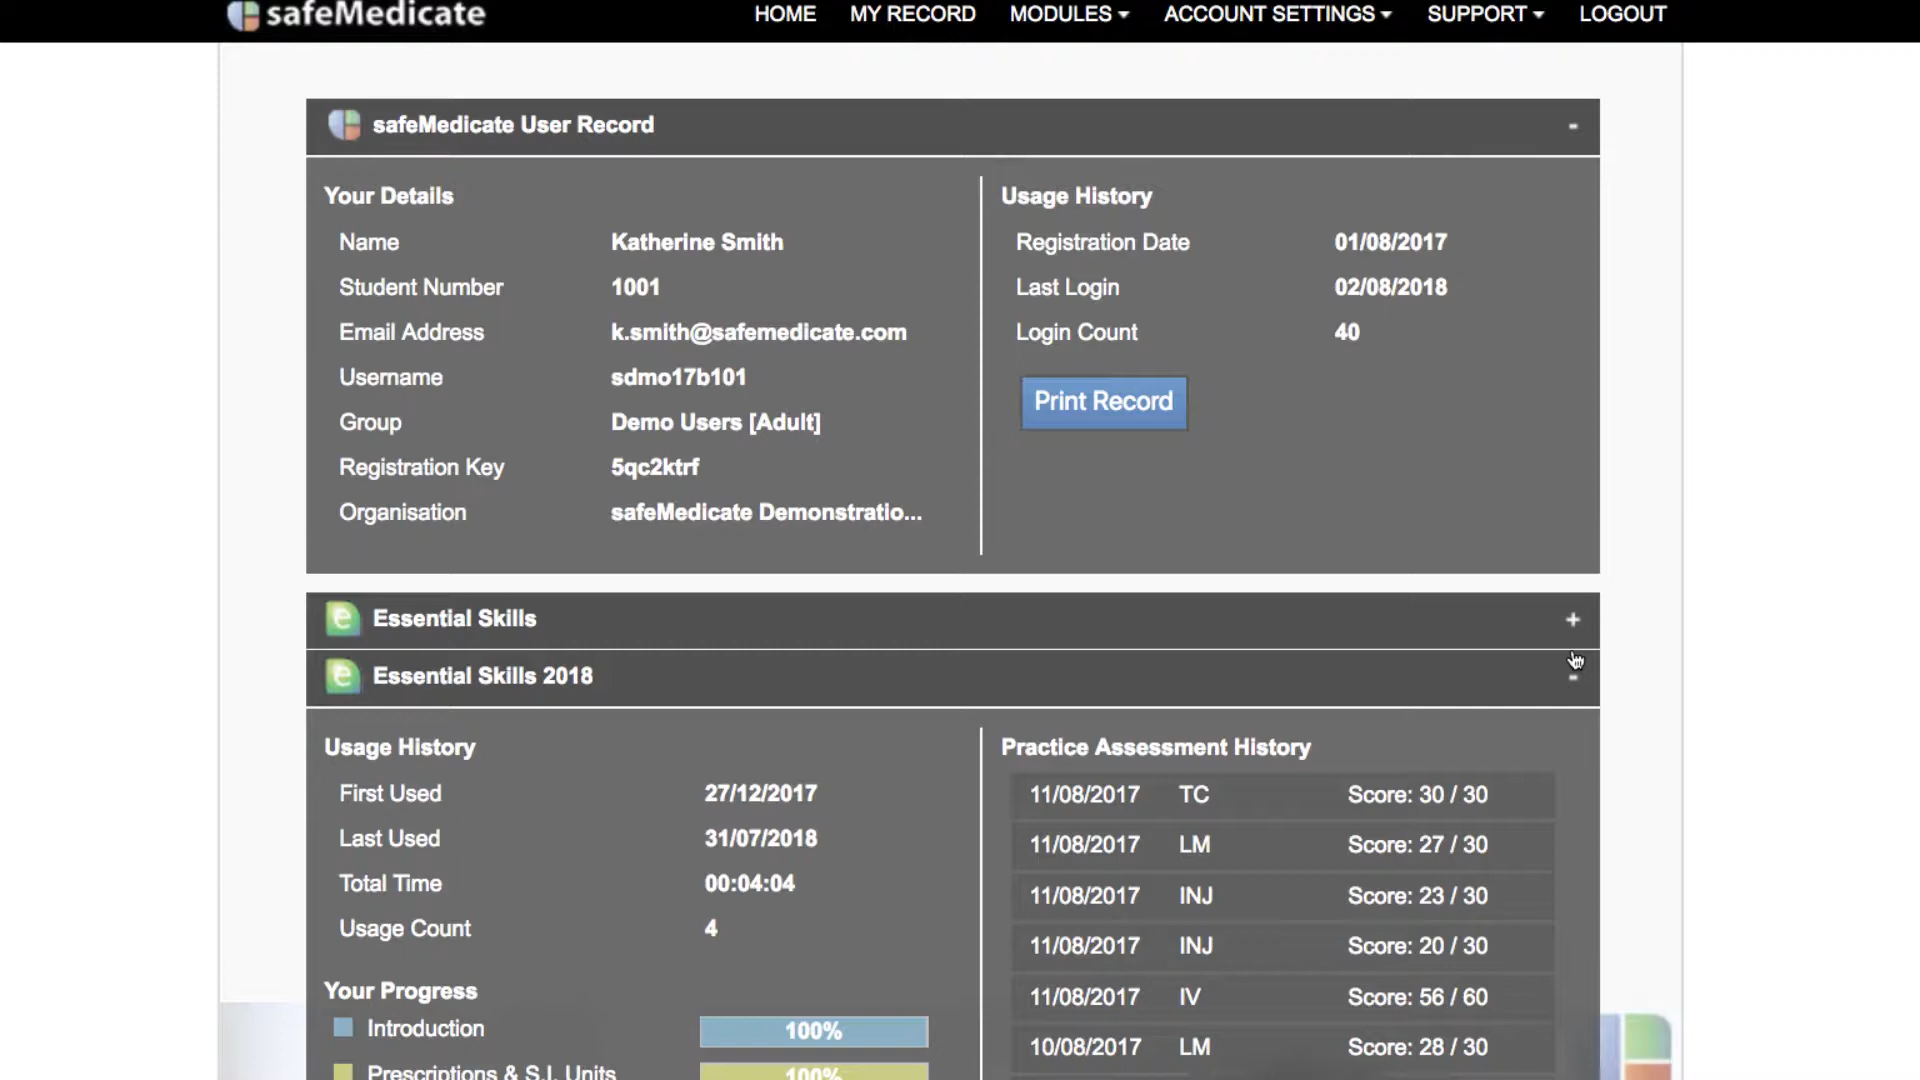 safeMedicate
HOME MY RECORD MODULES ACCOUNT SETTINGS SUPPORT LOGOUT
safeMedicate User Record -
Your Details
Name Katherine Smith
Student Number 1001
Email Address k.smith@safemedicate.com
Username sdmo17b101
Group Demo Users [Adult]
Registration Key 5qc2ktrf
Organisation safeMedicate Demonstratio...
Usage History
Registration Date 01/08/2017
Last Login 02/08/2018
Login Count 40
Print Record
Essential Skills +
Essential Skills 2018 -
Usage History
First Used 27/12/2017
Last Used 31/07/2018
Total Time 00:04:04
Usage Count 4
Your Progress
Introduction 100%
Prescriptions & S.I. Units 100%
Practice Assessment History
11/08/2017 TC Score: 30 / 30
11/08/2017 LM Score: 27 / 30
11/08/2017 INJ Score: 23 / 30
11/08/2017 INJ Score: 20 / 30
11/08/2017 IV Score: 56 / 60
10/08/2017 LM Score: 28 / 30